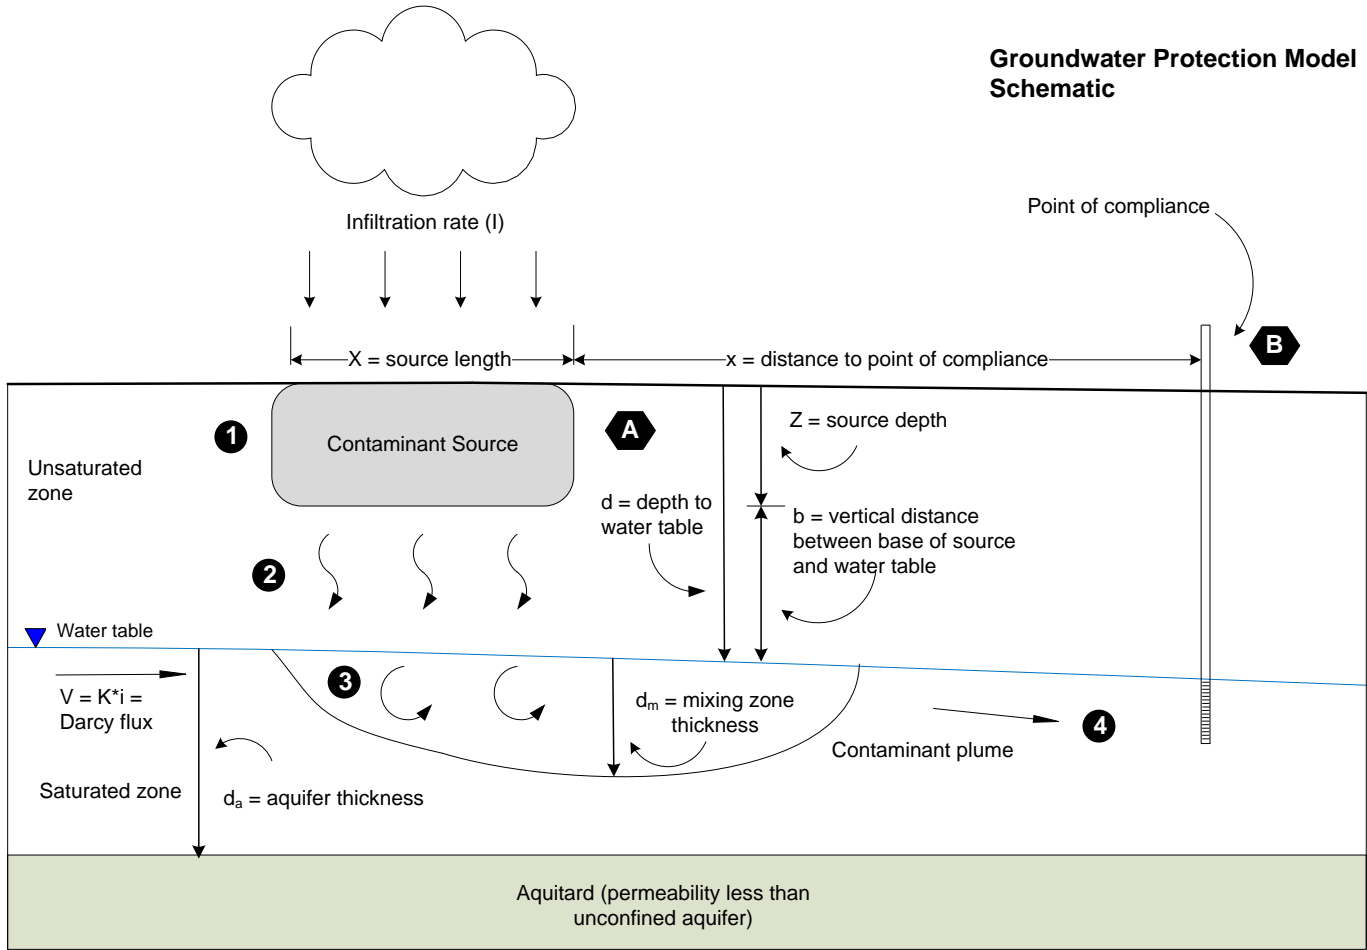 Groundwater Protection Model
Schematic
Infiltration rate (I)
Point of compliance
B
X = source length
x = distance to point of compliance
1
Contaminant Source
A
Z = source depth
Unsaturated
zone
d = depth to
water table
b = vertical distance
between base of source
and water table
2
Water table
3
V = K*i =
Darcy flux
dm = mixing zone
thickness
4
Contaminant plume
Saturated zone
da = aquifer thickness
Aquitard (permeability less than
unconfined aquifer)